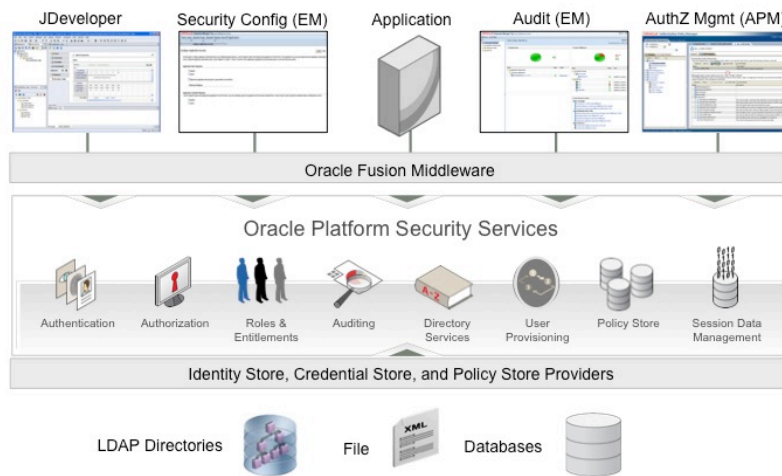 JDeveloper
Security Config (EM)
Application
Audit (EM)
AuthZ Mgmt (APM)
Oracle Fusion Middleware
Oracle Platform Security Services
A-Z
Authentication
Authorization
Roles &
Entitlements
Auditing
Directory
Services
User
Provisioning
Policy Store
Session Data
Management
Identity Store, Credential Store, and Policy Store Providers
LDAP Directories
File
XML
Databases